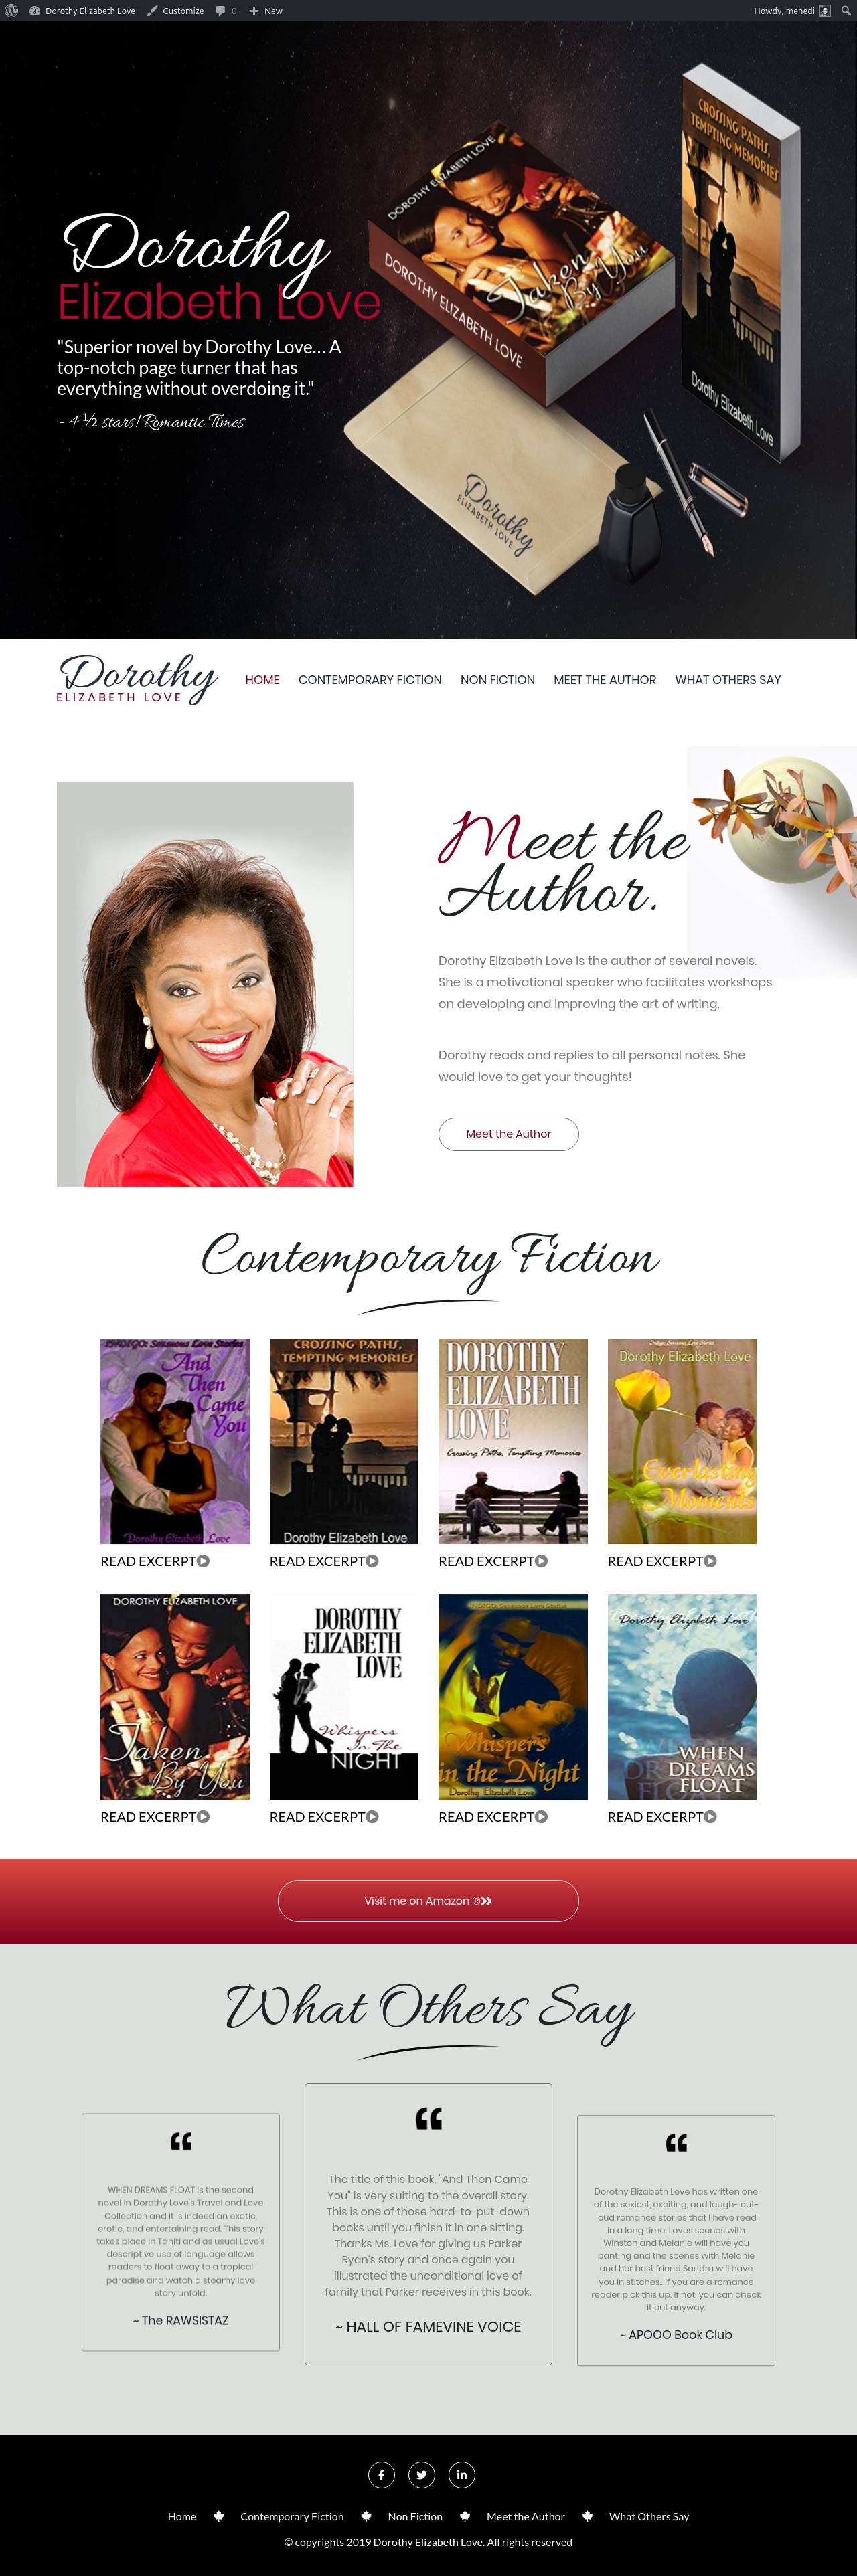 Dorothy Elizabeth Love Customize 0 New Howdy, mehedi
CROSSING PATHS,
TEMPTING MEMORIES
DOROTHY ELIZABETH LOVE
Taken
By You
DOROTHY ELIZABETH LOVE
Dorothy Elizabeth Love
Dorothy
Elizabeth Love
"Superior novel by Dorothy Love... A
top-notch page turner that has
everything without overdoing it."
- 4 ½ stars! Romantic Times
Dorothy
ELIZABETH LOVE
Dorothy
ELIZABETH LOVE
HOME CONTEMPORARY FICTION NON FICTION MEET THE AUTHOR WHAT OTHERS SAY
Meet the
Author.
Dorothy Elizabeth Love is the author of several novels.
She is a motivational speaker who facilitates workshops
on developing and improving the art of writing.
Dorothy reads and replies to all personal notes. She
would love to get your thoughts!
Meet the Author
Contemporary Fiction
INDIGO: Sensuous Love Stories
And
Then
Came
You
Dorothy Elizabeth Love
CROSSING PATHS,
TEMPTING MEMORIES
Dorothy Elizabeth Love
DOROTHY
ELIZABETH
LOVE
Crossing Paths, Tempting Memories
Indigo Sensuous Love Stories
Dorothy Elizabeth Love
Everlasting
Moments
READ EXCERPT READ EXCERPT READ EXCERPT READ EXCERPT
DOROTHY ELIZABETH LOVE
Taken
By You
DOROTHY
ELIZABETH
LOVE
Whispers
In The
NIGHT
INDIGO: Sensuous Love Stories
Whispers
in the Night
Dorothy Elizabeth Love
Dorothy Elizabeth Love
WHEN
DREAMS
FLOAT
READ EXCERPT READ EXCERPT READ EXCERPT READ EXCERPT
Visit me on Amazon ®
What Others Say
“
WHEN DREAMS FLOAT is the second
novel in Dorothy Love's Travel and Love
Collection and it is indeed an exotic,
erotic, and entertaining read. This story
takes place in Tahiti and as usual Love's
descriptive use of language allows
readers to float away to a tropical
paradise and watch a steamy love
story unfold.
~ The RAWSISTAZ
“
The title of this book, "And Then Came
You" is very suiting to the overall story.
This is one of those hard-to-put-down
books until you finish it in one sitting.
Thanks Ms. Love for giving us Parker
Ryan's story and once again you
illustrated the unconditional love of
family that Parker receives in this book.
~ HALL OF FAMEVINE VOICE
“
Dorothy Elizabeth Love has written one
of the sexiest, exciting, and laugh- out-
loud romance stories that I have read
in a long time. Loves scenes with
Winston and Melanie will have you
panting and the scenes with Melanie
and her best friend Sandra will have
you in stitches.. If you are a romance
reader pick this up. If not, you can check
it out anyway.
~ APOOO Book Club
Home Contemporary Fiction Non Fiction Meet the Author What Others Say
© copyrights 2019 Dorothy Elizabeth Love. All rights reserved